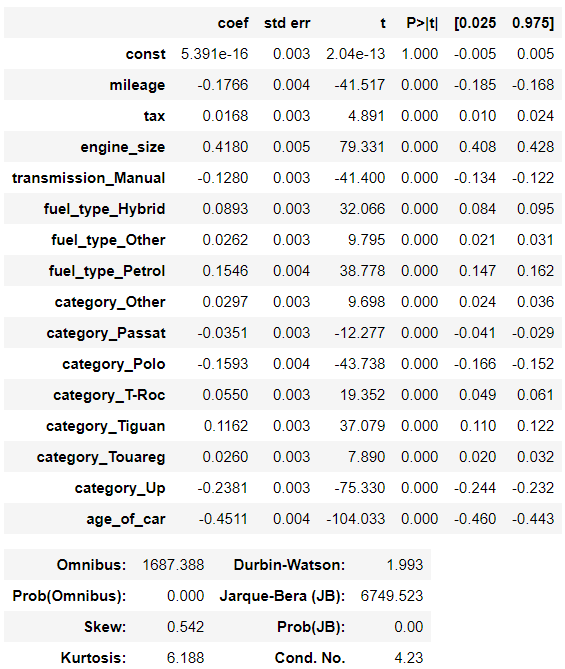 coef std err t P>|t| [0.025 0.975]
const 5.391e-16 0.003 2.04e-13 1.000 -0.005 0.005
mileage -0.1766 0.004 -41.517 0.000 -0.185 -0.168
tax 0.0168 0.003 4.891 0.000 0.010 0.024
engine_size 0.4180 0.005 79.331 0.000 0.408 0.428
transmission_Manual -0.1280 0.003 -41.400 0.000 -0.134 -0.122
fuel_type_Hybrid 0.0893 0.003 32.066 0.000 0.084 0.095
fuel_type_Other 0.0262 0.003 9.795 0.000 0.021 0.031
fuel_type_Petrol 0.1546 0.004 38.778 0.000 0.147 0.162
category_Other 0.0297 0.003 9.698 0.000 0.024 0.036
category_Passat -0.0351 0.003 -12.277 0.000 -0.041 -0.029
category_Polo -0.1593 0.004 -43.738 0.000 -0.166 -0.152
category_T-Roc 0.0550 0.003 19.352 0.000 0.049 0.061
category_Tiguan 0.1162 0.003 37.079 0.000 0.110 0.122
category_Touareg 0.0260 0.003 7.890 0.000 0.020 0.032
category_Up -0.2381 0.003 -75.330 0.000 -0.244 -0.232
age_of_car -0.4511 0.004 -104.033 0.000 -0.460 -0.443
Omnibus: 1687.388 Durbin-Watson: 1.993
Prob(Omnibus): 0.000 Jarque-Bera (JB): 6749.523
Skew: 0.542 Prob(JB): 0.00
Kurtosis: 6.188 Cond. No. 4.23